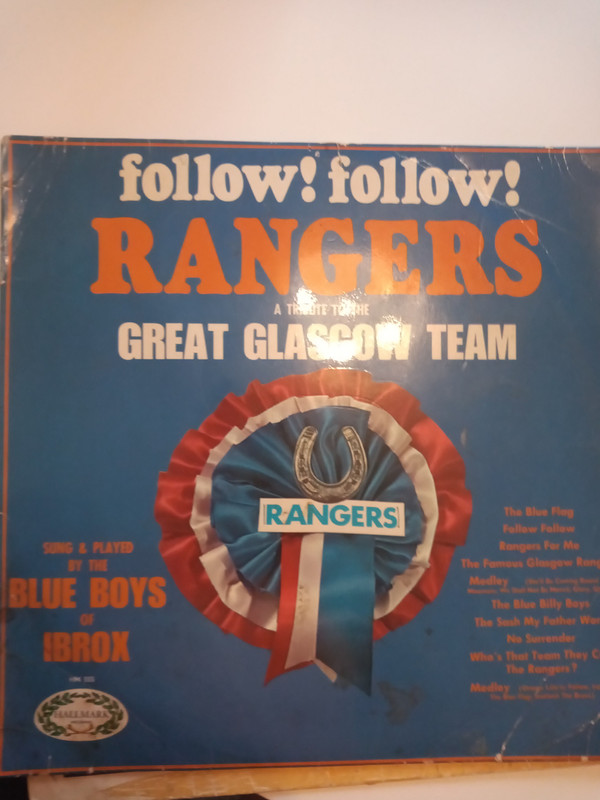 follow! follow!
RANGERS
A TRIBUTE TO THE
GREAT GLASGOW TEAM
RANGERS
SUNG & PLAYED
BY THE
BLUE BOYS
OF
IBROX
HALLMARK
The Blue Flag
Follow Follow
Rangers For Me
The Famous Glasgow Rang
Medley
The Blue Billy Boys
The Sash My Father Wor
No Surrender
Who's That Team They C
The Rangers?
Medley